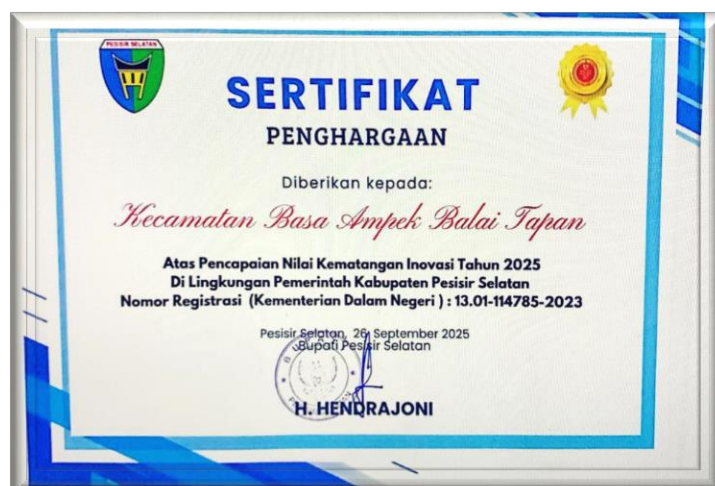 PESISIR SELATAN
SERTIFIKAT
PENGHARGAAN
Diberikan kepada:
Kecamatan Basa Ampek Balai Tapan
Atas Pencapaian Nilai Kematangan Inovasi Tahun 2025
Di Lingkungan Pemerintah Kabupaten Pesisir Selatan
Nomor Registrasi (Kementerian Dalam Negeri ) : 13.01-114785-2023
Pesisir Selatan, 26 September 2025
Bupati Pesisir Selatan
BUPATI
H. HENDRAJONI